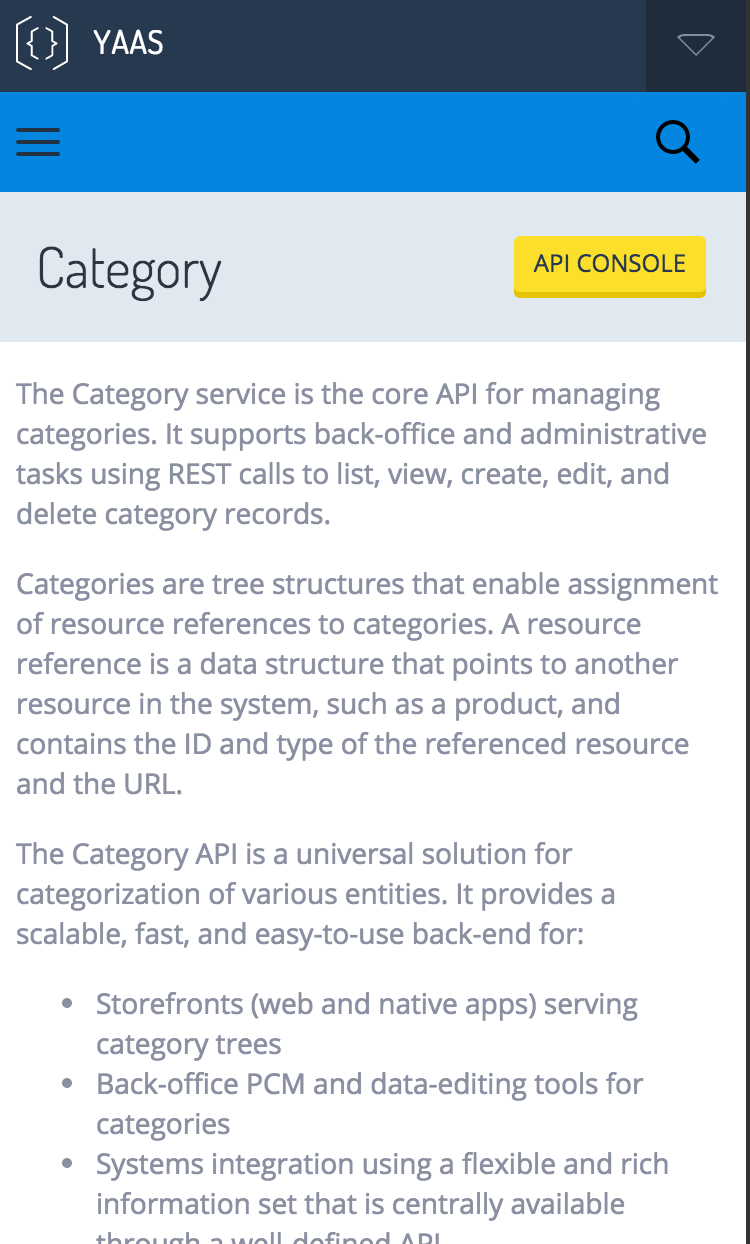 YAAS
Category
API CONSOLE
The Category service is the core API for managing
categories. It supports back-office and administrative
tasks using REST calls to list, view, create, edit, and
delete category records.
Categories are tree structures that enable assignment
of resource references to categories. A resource
reference is a data structure that points to another
resource in the system, such as a product, and
contains the ID and type of the referenced resource
and the URL.
The Category API is a universal solution for
categorization of various entities. It provides a
scalable, fast, and easy-to-use back-end for:
• Storefronts (web and native apps) serving
category trees
• Back-office PCM and data-editing tools for
categories
• Systems integration using a flexible and rich
information set that is centrally available
through a well-defined API